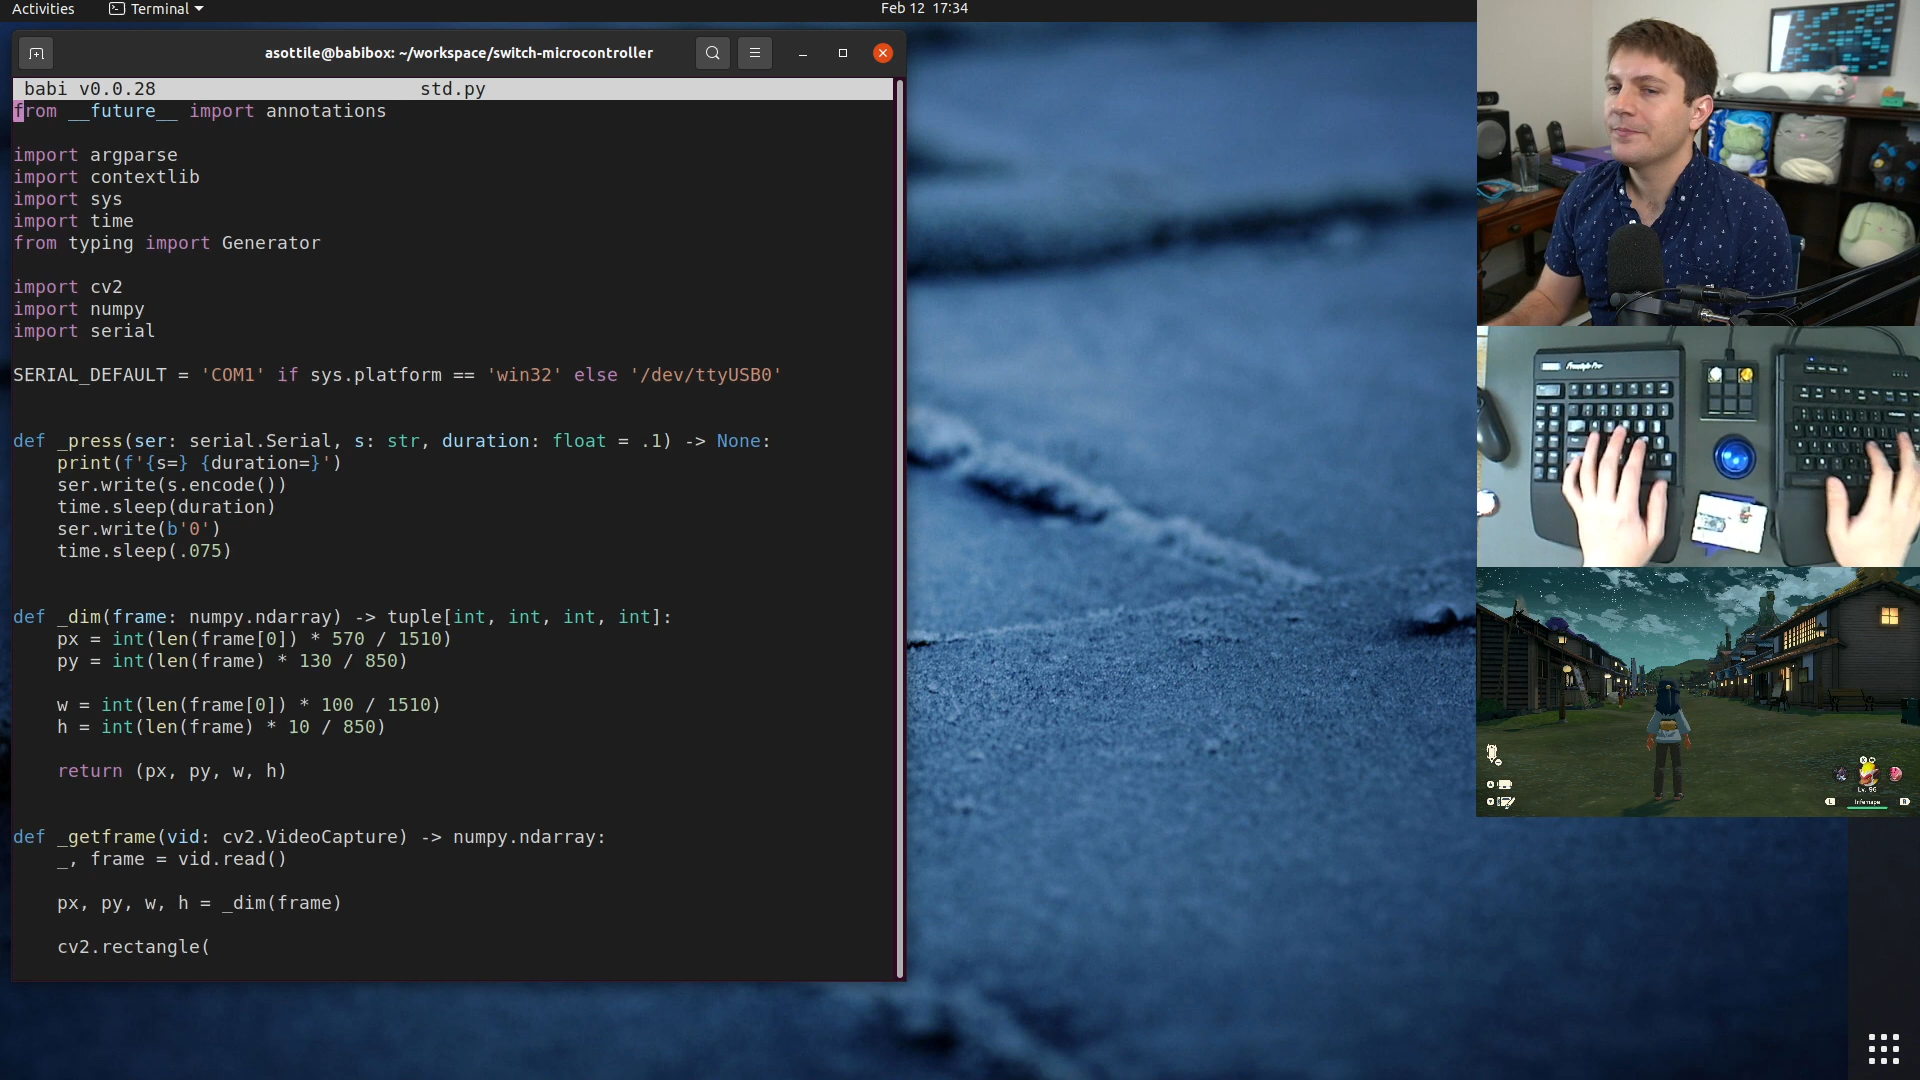 Activities
Terminal
Feb 12 17:34
asottile@babibox: ~/workspace/switch-microcontroller
babi v0.0.28
std.py
from __future__ import annotations
import argparse
import contextlib
import sys
import time
from typing import Generator
import cv2
import numpy
import serial
SERIAL_DEFAULT = 'COM1' if sys.platform == 'win32' else '/dev/ttyUSB0'
def _press(ser: serial.Serial, s: str, duration: float = .1) -> None:
    print(f'{s=} {duration=}')
    ser.write(s.encode())
    time.sleep(duration)
    ser.write(b'0')
    time.sleep(.075)
def _dim(frame: numpy.ndarray) -> tuple[int, int, int, int]:
    px = int(len(frame[0]) * 570 / 1510)
    py = int(len(frame) * 130 / 850)
    w = int(len(frame[0]) * 100 / 1510)
    h = int(len(frame) * 10 / 850)
    return (px, py, w, h)
def _getframe(vid: cv2.VideoCapture) -> numpy.ndarray:
    _, frame = vid.read()
    px, py, w, h = _dim(frame)
    cv2.rectangle(
Freestyle Pro
Lv. 96
L Infernape R